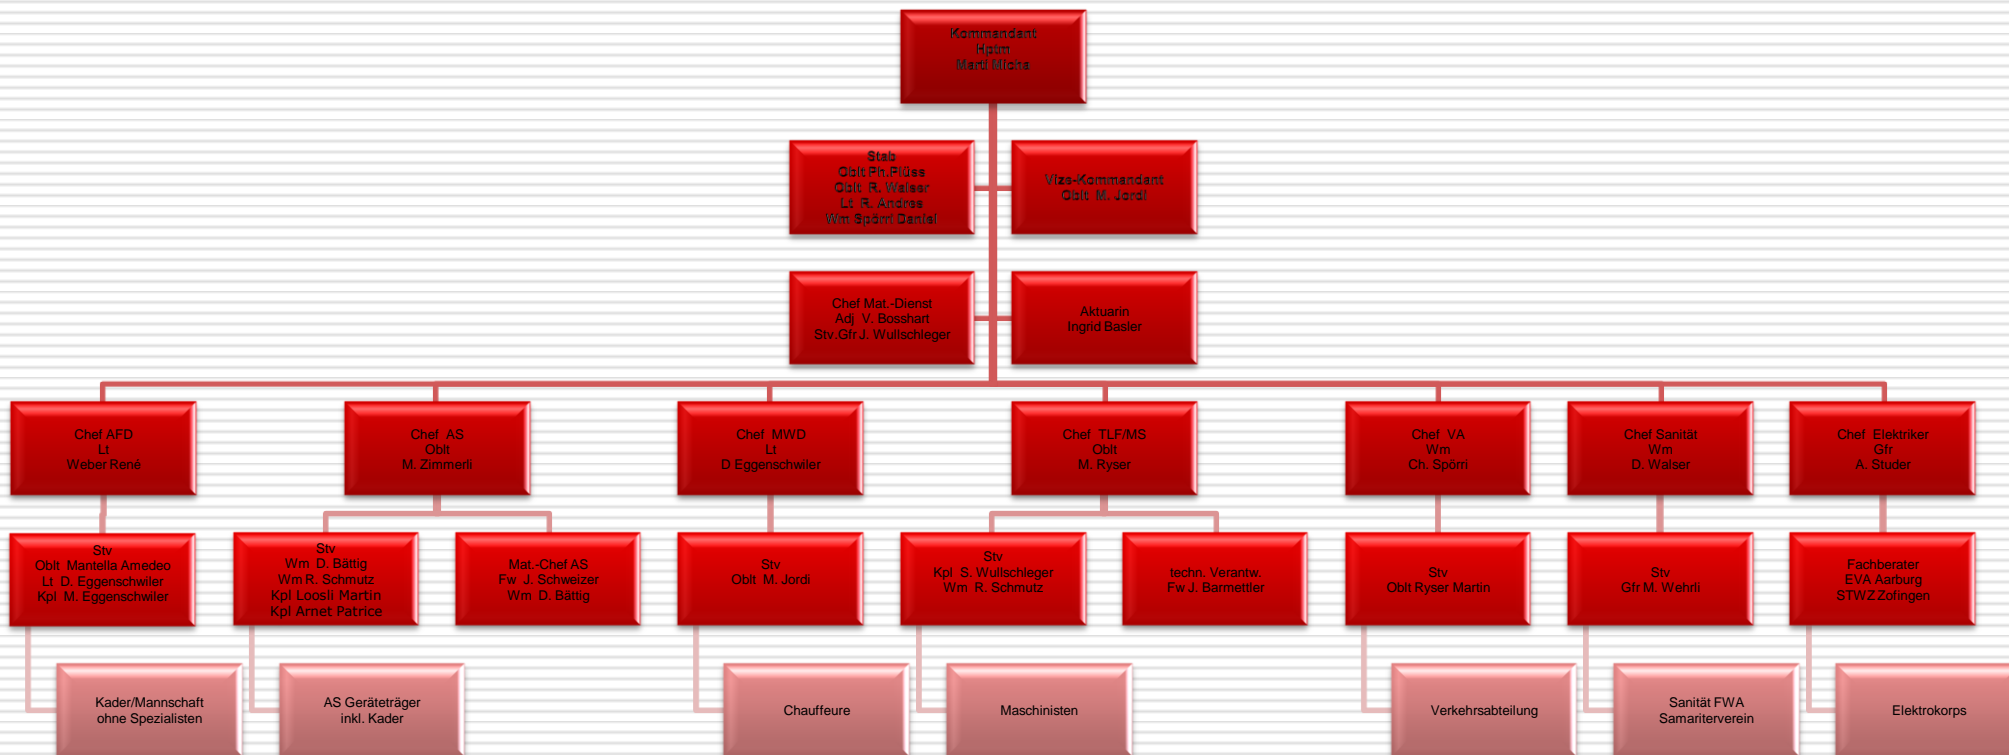 Kommandant
Hptm
Marti Micha
Stab
Oblt Ph.Plüss
Oblt R. Walser
Lt R. Andres
Wm Spörri Daniel
Vize-Kommandant
Oblt M. Jordi
Chef Mat.-Dienst
Adj V. Bosshart
Stv.Gfr J. Wullschleger
Aktuarin
Ingrid Basler
Chef AFD
Lt
Weber René
Chef AS
Oblt
M. Zimmerli
Chef MWD
Lt
D Eggenschwiler
Chef TLF/MS
Oblt
M. Ryser
Chef VA
Wm
Ch. Spörri
Chef Sanität
Wm
D. Walser
Chef Elektriker
Gfr
A. Studer
Stv
Oblt Mantella Amedeo
Lt D. Eggenschwiler
Kpl M. Eggenschwiler
Stv
Wm D. Bättig
Wm R. Schmutz
Kpl Loosli Martin
Kpl Arnet Patrice
Mat.-Chef AS
Fw J. Schweizer
Wm D. Bättig
Stv
Oblt M. Jordi
Stv
Kpl S. Wullschleger
Wm R. Schmutz
techn. Verantw.
Fw J. Barmettler
Stv
Oblt Ryser Martin
Stv
Gfr M. Wehrli
Fachberater
EVA Aarburg
STWZ Zofingen
Kader/Mannschaft
ohne Spezialisten
AS Geräteträger
inkl. Kader
Chauffeure
Maschinisten
Verkehrsabteilung
Sanität FWA
Samariterverein
Elektrokorps